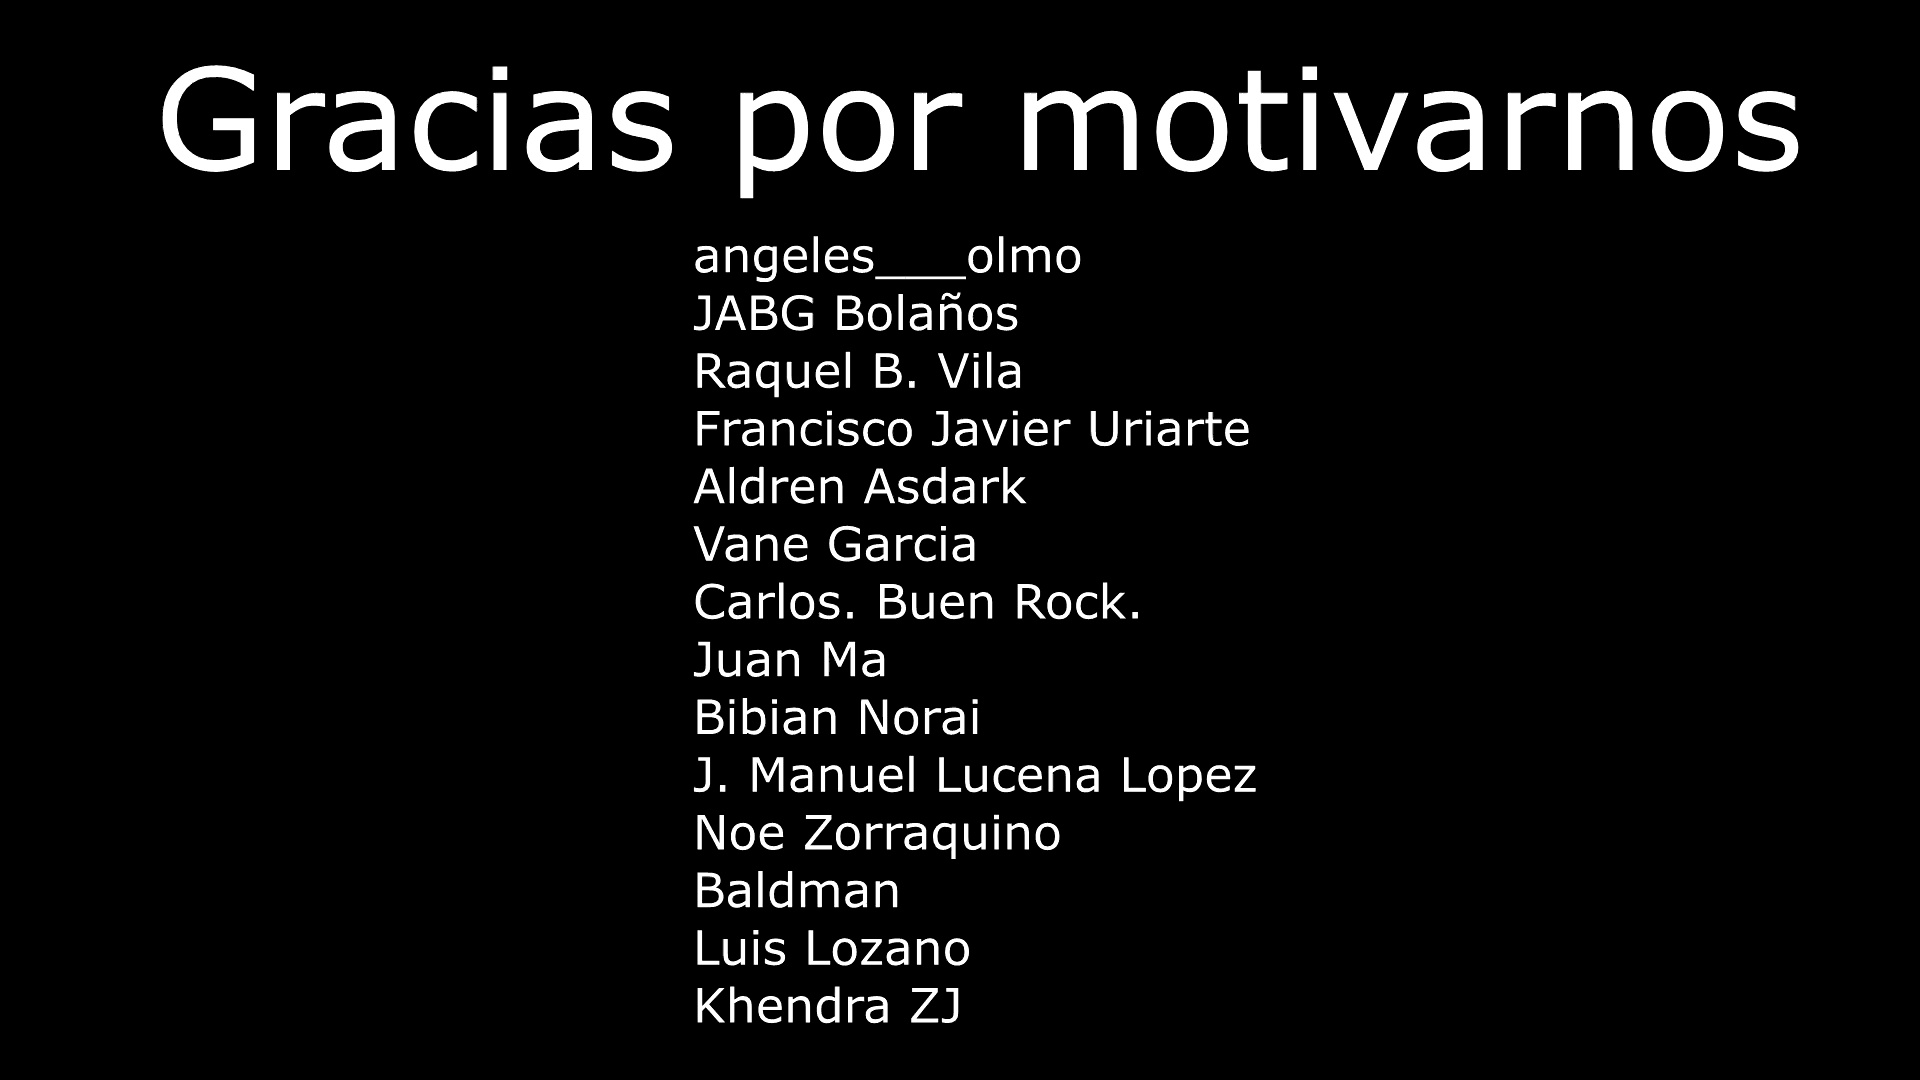 Gracias por motivarnos
angeles____olmo
JABG Bolaños
Raquel B. Vila
Francisco Javier Uriarte
Aldren Asdark
Vane Garcia
Carlos. Buen Rock.
Juan Ma
Bibian Norai
J. Manuel Lucena Lopez
Noe Zorraquino
Baldman
Luis Lozano
Khendra ZJ